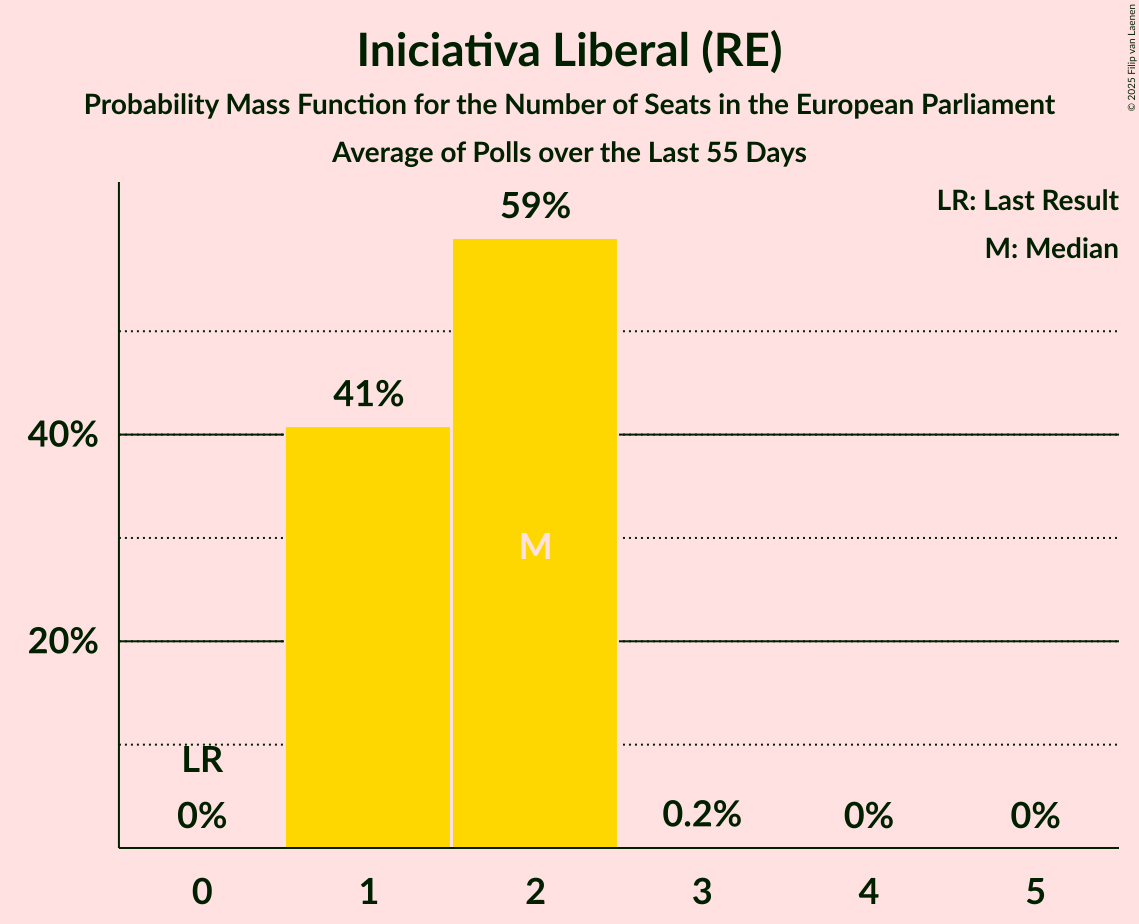 Iniciativa Liberal (RE)
Probability Mass Function for the Number of Seats in the European Parliament
Average of Polls over the Last 55 Days
© 2025 Filip van Laenen
LR: Last Result
M: Median
59%
41%
40%
M
20%
LR
0%
0.2%
0%
0%
0 1 2 3 4 5